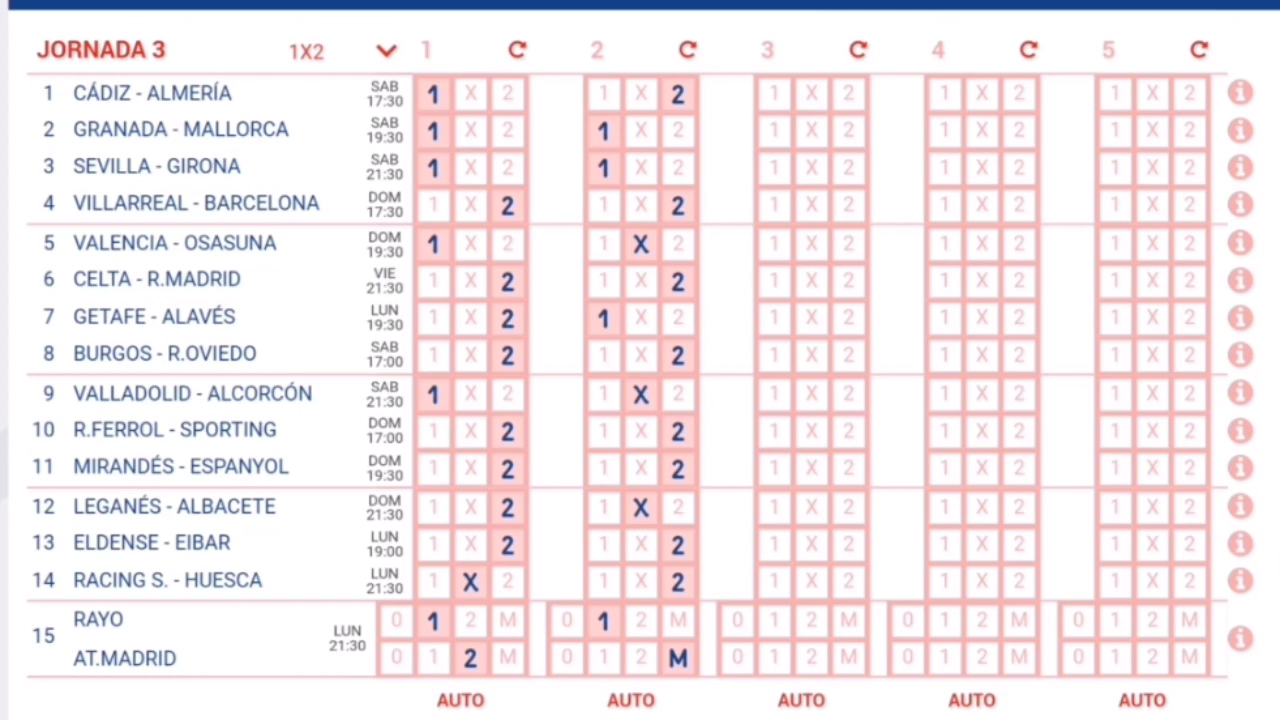 JORNADA 3 1X2 1 2 3 4 5
1 CÁDIZ - ALMERÍA SAB 17:30 1 X 2 1 X 2 1 X 2 1 X 2 1 X 2
2 GRANADA - MALLORCA SAB 19:30 1 X 2 1 X 2 1 X 2 1 X 2 1 X 2
3 SEVILLA - GIRONA SAB 21:30 1 X 2 1 X 2 1 X 2 1 X 2 1 X 2
4 VILLARREAL - BARCELONA DOM 17:30 1 X 2 1 X 2 1 X 2 1 X 2 1 X 2
5 VALENCIA - OSASUNA DOM 19:30 1 X 2 1 X 2 1 X 2 1 X 2 1 X 2
6 CELTA - R.MADRID VIE 21:30 1 X 2 1 X 2 1 X 2 1 X 2 1 X 2
7 GETAFE - ALAVÉS LUN 19:30 1 X 2 1 X 2 1 X 2 1 X 2 1 X 2
8 BURGOS - R.OVIEDO SAB 17:00 1 X 2 1 X 2 1 X 2 1 X 2 1 X 2
9 VALLADOLID - ALCORCÓN SAB 21:30 1 X 2 1 X 2 1 X 2 1 X 2 1 X 2
10 R.FERROL - SPORTING DOM 17:00 1 X 2 1 X 2 1 X 2 1 X 2 1 X 2
11 MIRANDÉS - ESPANYOL DOM 19:30 1 X 2 1 X 2 1 X 2 1 X 2 1 X 2
12 LEGANÉS - ALBACETE DOM 21:30 1 X 2 1 X 2 1 X 2 1 X 2 1 X 2
13 ELDENSE - EIBAR LUN 19:00 1 X 2 1 X 2 1 X 2 1 X 2 1 X 2
14 RACING S. - HUESCA LUN 21:30 1 X 2 1 X 2 1 X 2 1 X 2 1 X 2
15 RAYO LUN 21:30 0 1 2 M 0 1 2 M 0 1 2 M 0 1 2 M 0 1 2 M
AT.MADRID 0 1 2 M 0 1 2 M 0 1 2 M 0 1 2 M 0 1 2 M
AUTO AUTO AUTO AUTO AUTO